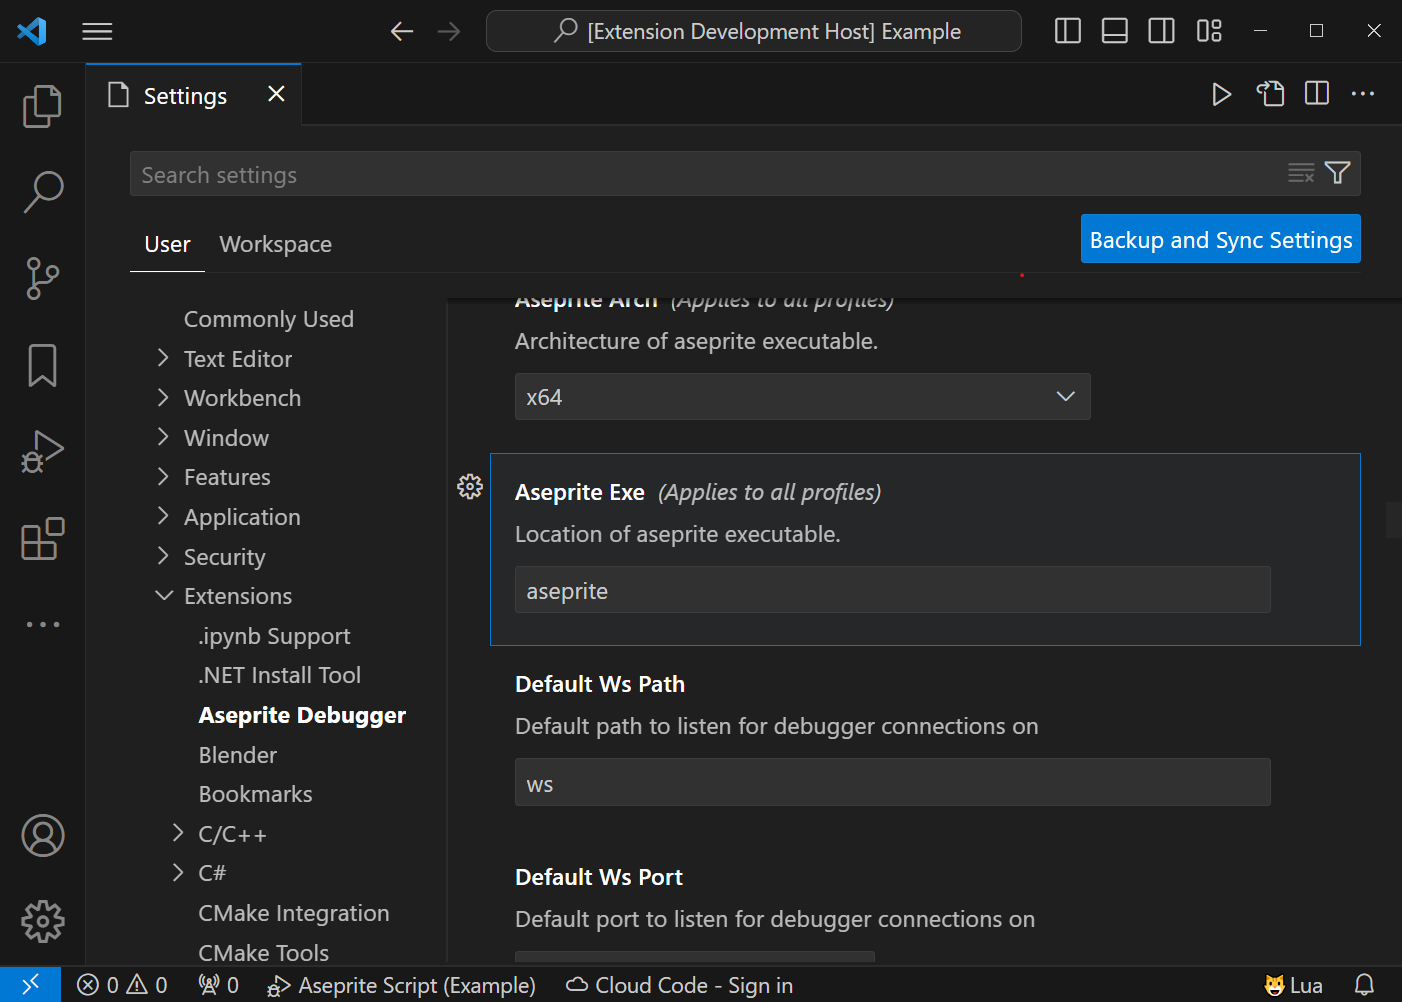 [Extension Development Host] Example
Settings
Search settings
User
Workspace
Backup and Sync Settings
Commonly Used
Text Editor
Workbench
Window
Features
Application
Security
Extensions
.ipynb Support
.NET Install Tool
Aseprite Debugger
Blender
Bookmarks
C/C++
C#
CMake Integration
CMake Tools
Aseprite Arch (Applies to all profiles)
Architecture of aseprite executable.
x64
Aseprite Exe (Applies to all profiles)
Location of aseprite executable.
aseprite
Default Ws Path
Default path to listen for debugger connections on
ws
Default Ws Port
Default port to listen for debugger connections on
0 0 0 Aseprite Script (Example) Cloud Code - Sign in Lua